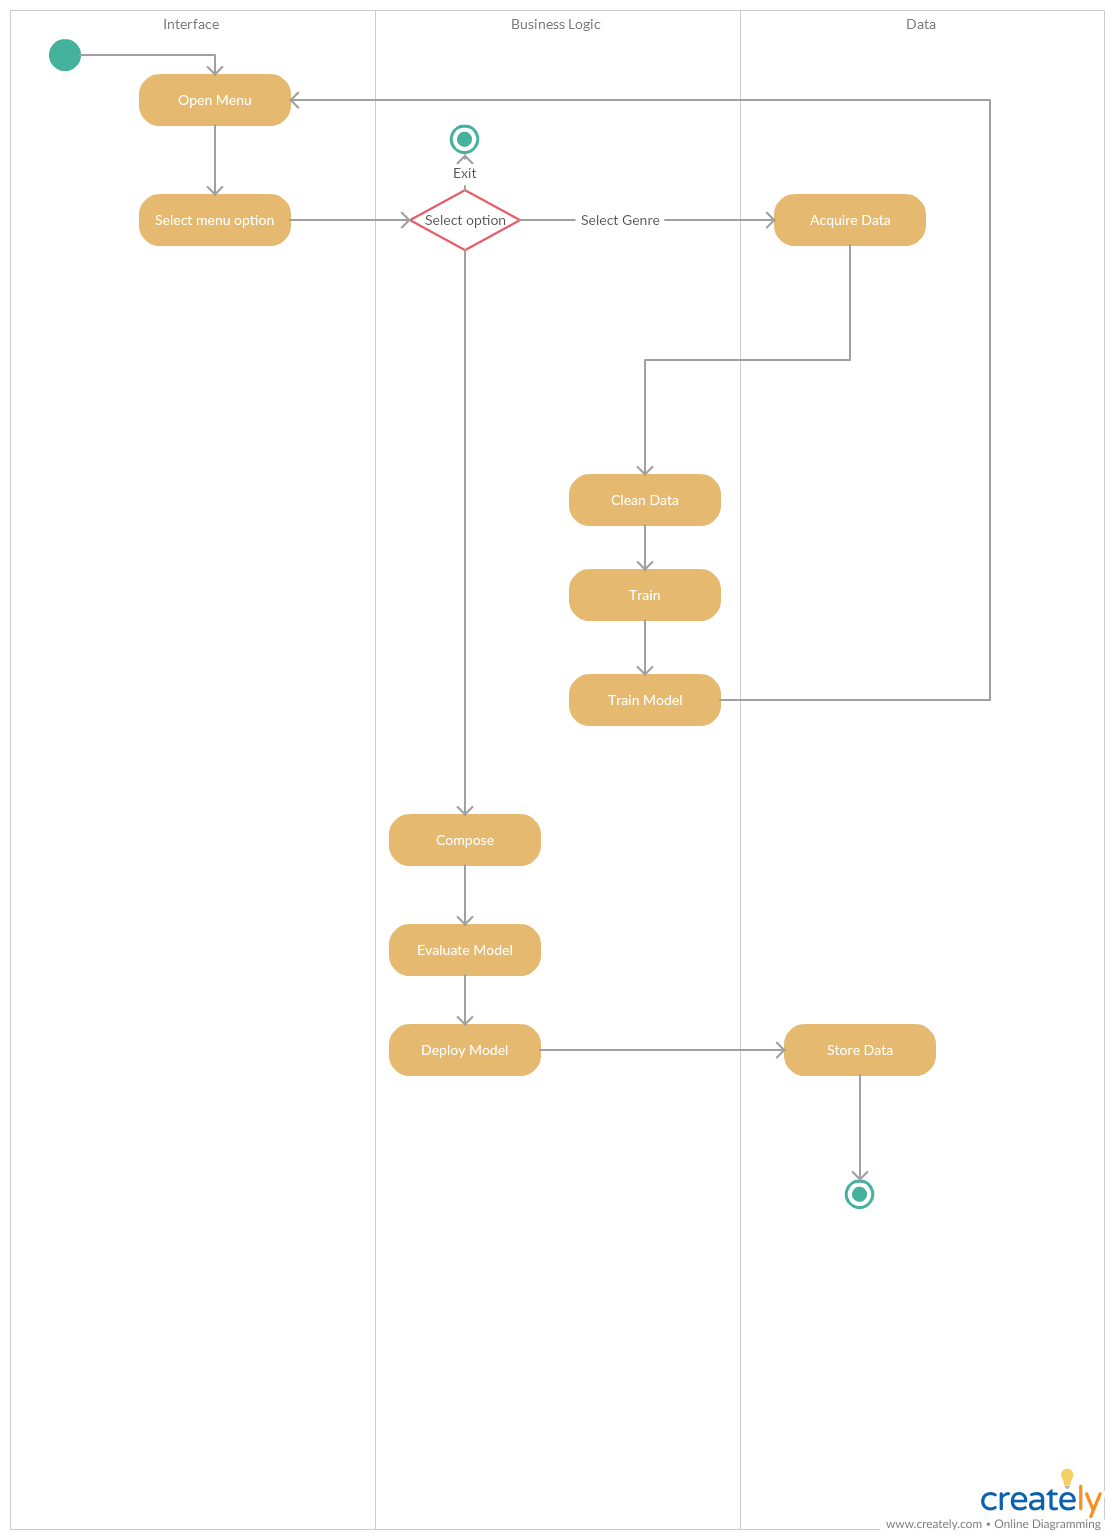 Interface
Business Logic
Data
Open Menu
Exit
Select menu option
Select option
Select Genre
Acquire Data
Clean Data
Train
Train Model
Compose
Evaluate Model
Deploy Model
Store Data
creately
www.creately.com • Online Diagramming